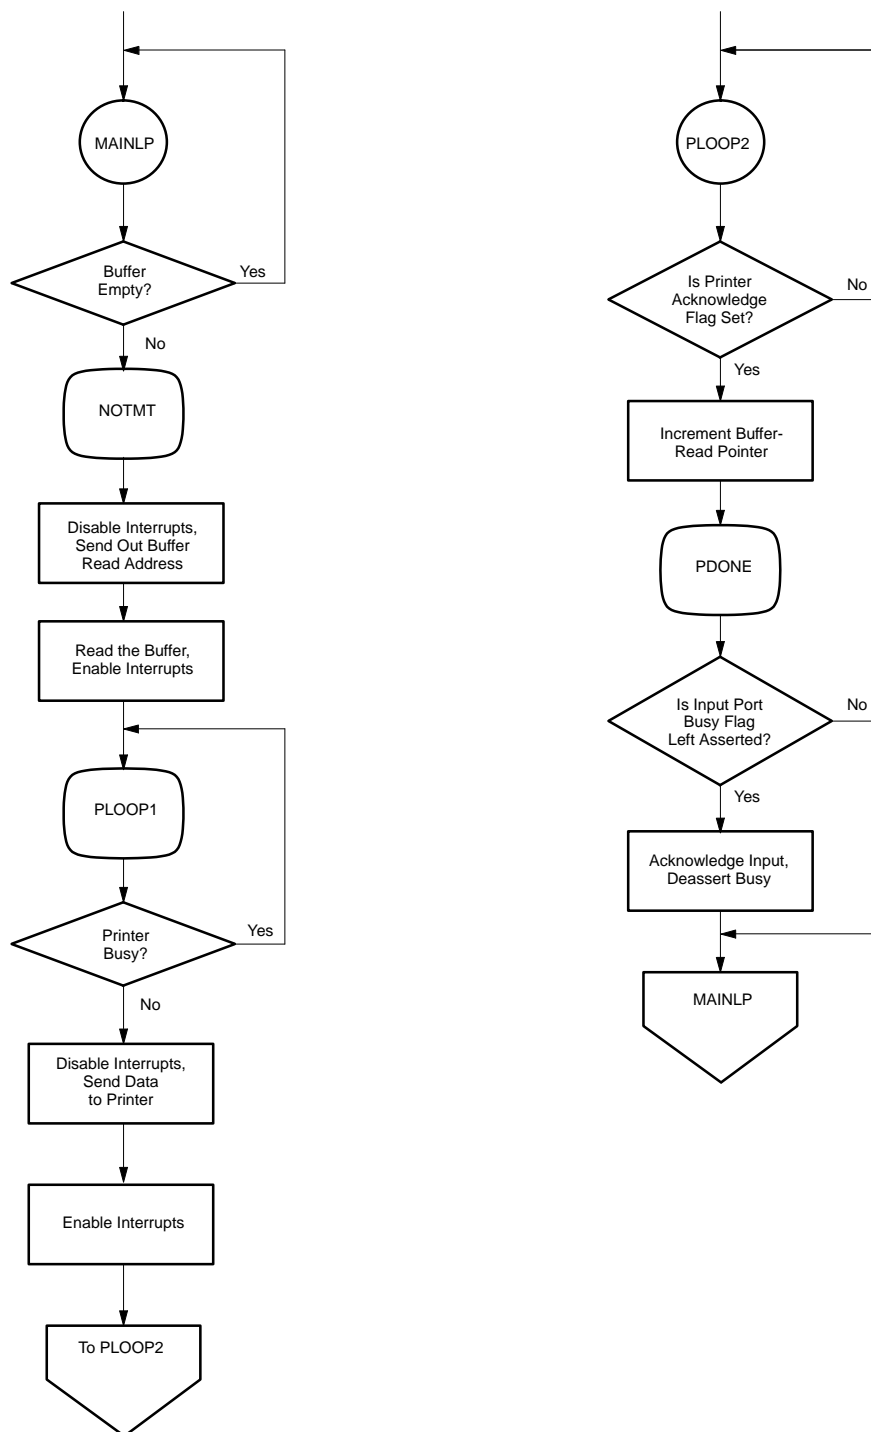 MAINLP
Buffer
Empty?
Yes
No
NOTMT
Disable Interrupts,
Send Out Buffer
Read Address
Read the Buffer,
Enable Interrupts
PLOOP1
Printer
Busy?
Yes
No
Disable Interrupts,
Send Data
to Printer
Enable Interrupts
To PLOOP2
PLOOP2
Is Printer
Acknowledge
Flag Set?
No
Yes
Increment Buffer-
Read Pointer
PDONE
Is Input Port
Busy Flag
Left Asserted?
No
Yes
Acknowledge Input,
Deassert Busy
MAINLP